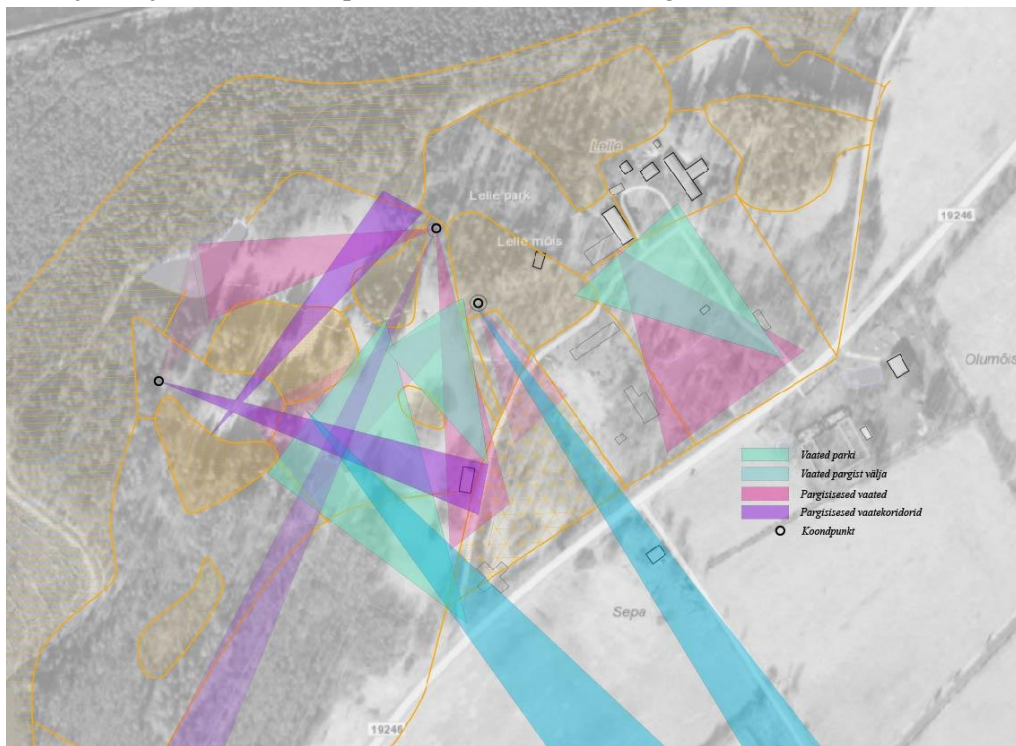 Lelle
19246
Lelle park
Lelle mõis
Olumõis
Vaated parki
Vaated pargist välja
Pargisisesed vaated
Pargisisesed vaatekoridorid
Koondpunkt
Sepa
19246